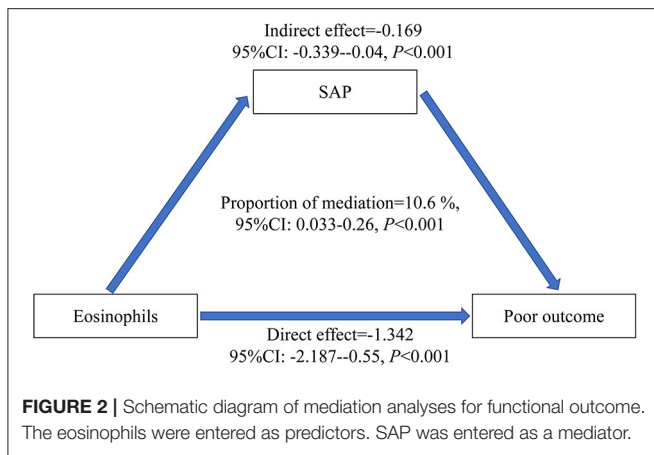 Indirect effect=-0.169
95%CI: -0.339--0.04, P<0.001
SAP
Proportion of mediation=10.6 %,
95%CI: 0.033-0.26, P<0.001
Eosinophils
Poor outcome
Direct effect=-1.342
95%CI: -2.187--0.55, P<0.001
FIGURE 2 | Schematic diagram of mediation analyses for functional outcome.
The eosinophils were entered as predictors. SAP was entered as a mediator.